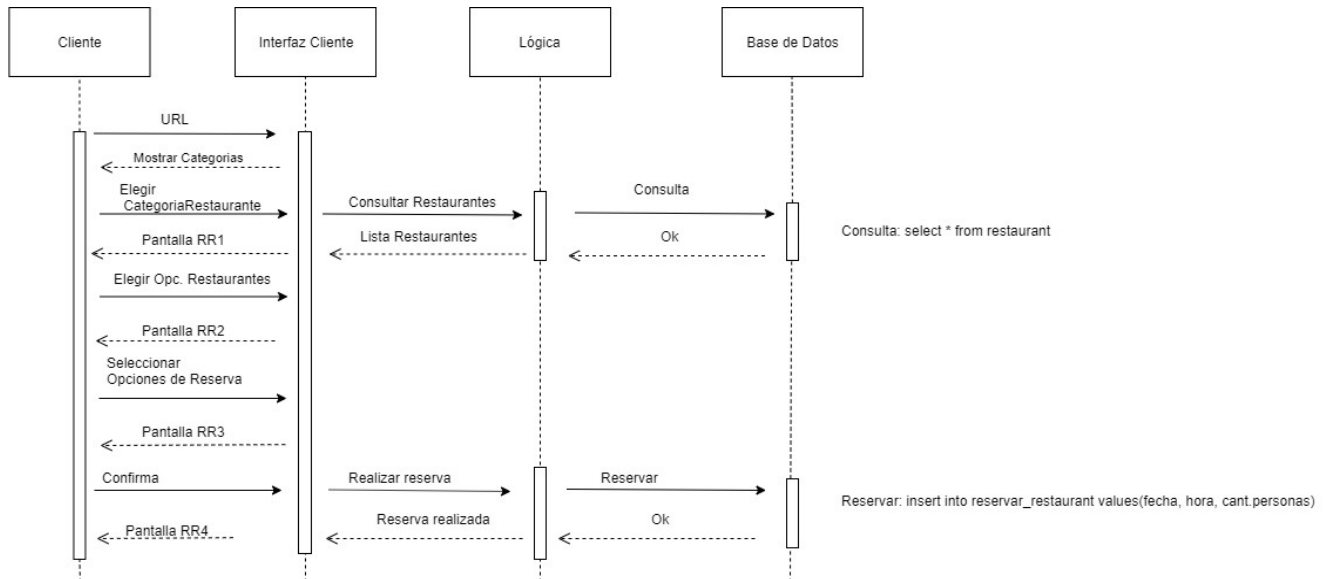 Cliente
Interfaz Cliente
Lógica
Base de Datos
URL
Mostrar Categorias
Elegir
CategoriaRestaurante
Consultar Restaurantes
Consulta
Consulta: select * from restaurant
Pantalla RR1
Lista Restaurantes
Ok
Elegir Opc. Restaurantes
Pantalla RR2
Seleccionar
Opciones de Reserva
Pantalla RR3
Confirma
Realizar reserva
Reservar
Reservar: insert into reservar_restaurant values(fecha, hora, cant.personas)
Pantalla RR4
Reserva realizada
Ok